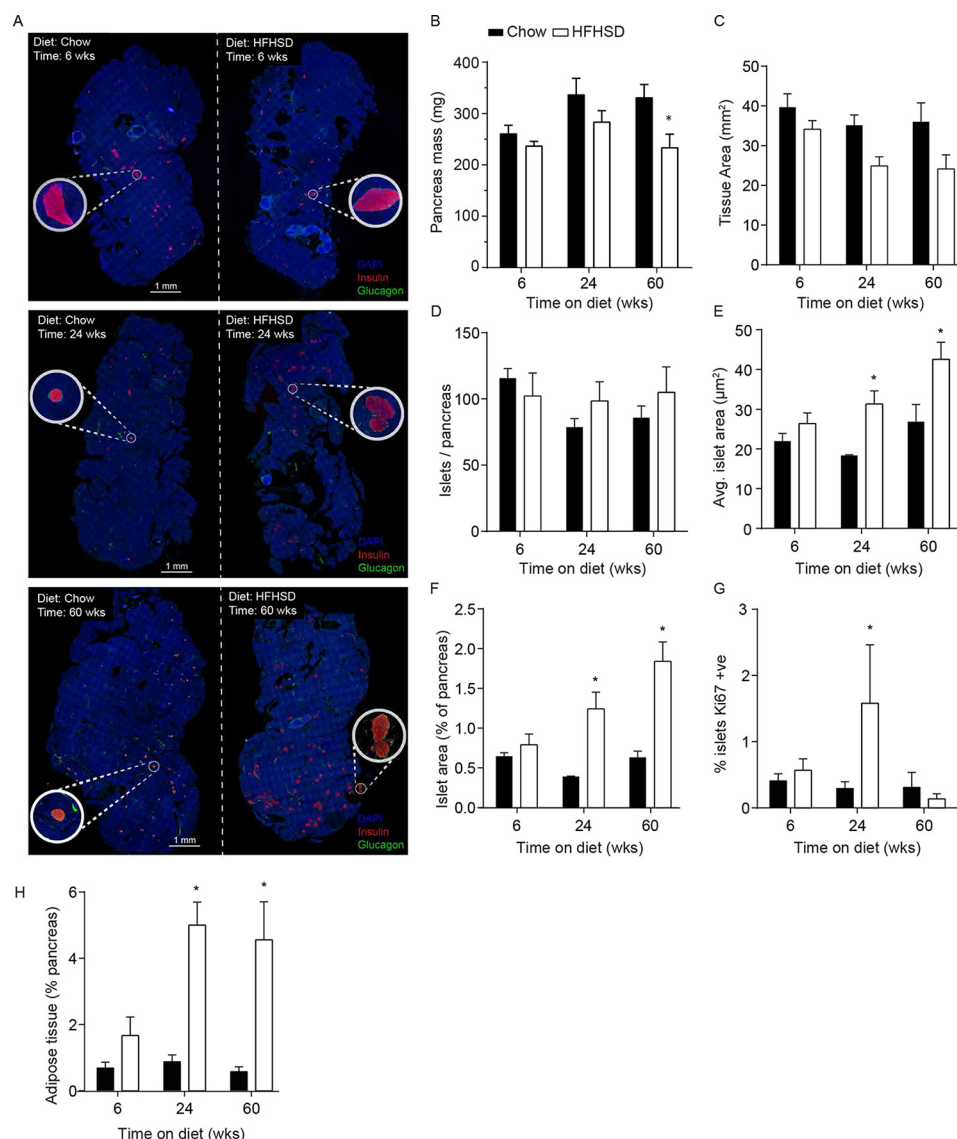 A
Diet: Chow
Time: 6 wks
Diet: HFHSD
Time: 6 wks
DAPI
Insulin
Glucagon
1 mm
Diet: Chow
Time: 24 wks
Diet: HFHSD
Time: 24 wks
DAPI
Insulin
Glucagon
1 mm
Diet: Chow
Time: 60 wks
Diet: HFHSD
Time: 60 wks
DAPI
Insulin
Glucagon
1 mm
B
Chow
HFHSD
Pancreas mass (mg)
400
300
200
100
0
6
24
60
*
Time on diet (wks)
C
Tissue Area (mm²)
50
40
30
20
10
0
6
24
60
Time on diet (wks)
D
Islets / pancreas
150
100
50
0
6
24
60
Time on diet (wks)
E
Avg. islet area (μm²)
50
40
30
20
10
0
6
24
60
*
*
Time on diet (wks)
F
Islet area (% of pancreas)
2.5
2.0
1.5
1.0
0.5
0.0
6
24
60
*
*
Time on diet (wks)
G
% islets Ki67 +ve
3
2
1
0
6
24
60
*
Time on diet (wks)
H
Adipose tissue (% pancreas)
6
4
2
0
6
24
60
*
*
Time on diet (wks)